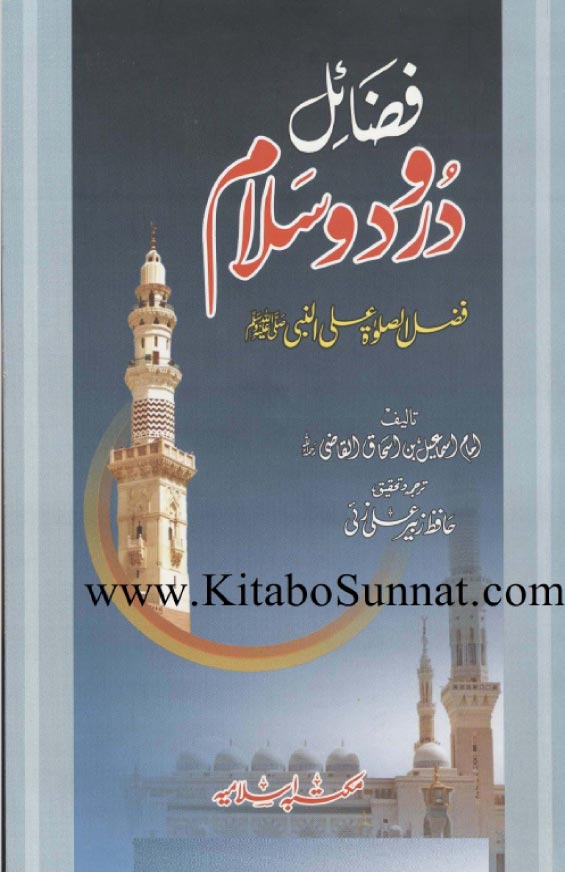 فضائل
درود و سلام
فضل الصلوٰة علی النبی ﷺ
تالیف
امام اسماعیل بن اسحاق القاضی رحمہ اللہ
ترجمہ و تحقیق
حافظ زبیر علی زئی
www.KitaboSunnat.com
مکتبہ اسلامیہ